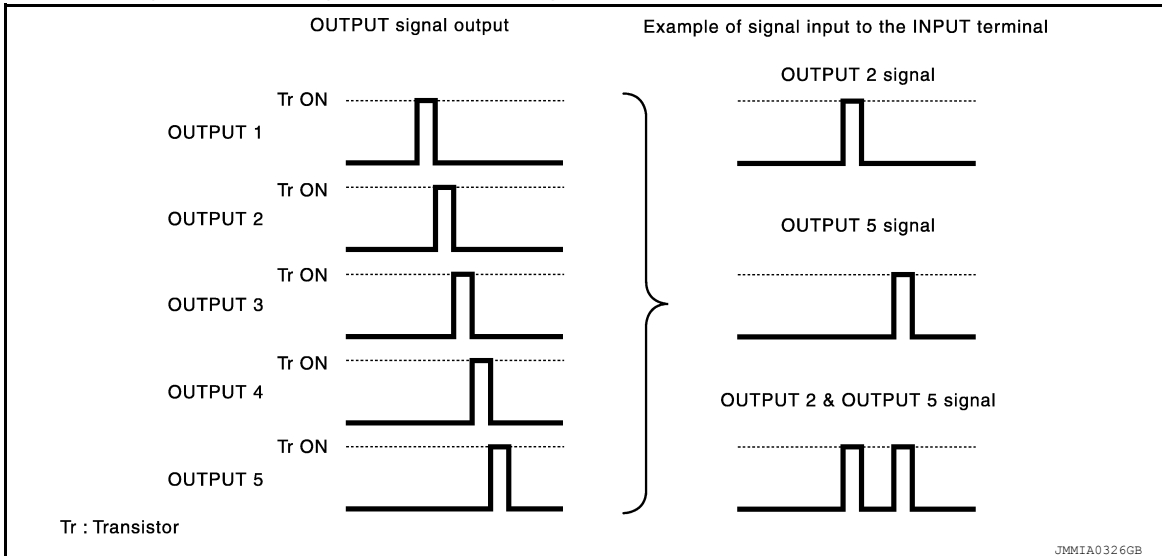 OUTPUT signal output
Tr ON
OUTPUT 1
Tr ON
OUTPUT 2
Tr ON
OUTPUT 3
Tr ON
OUTPUT 4
Tr ON
OUTPUT 5
Tr : Transistor
Example of signal input to the INPUT terminal
OUTPUT 2 signal
OUTPUT 5 signal
OUTPUT 2 & OUTPUT 5 signal
JMMIA0326GB